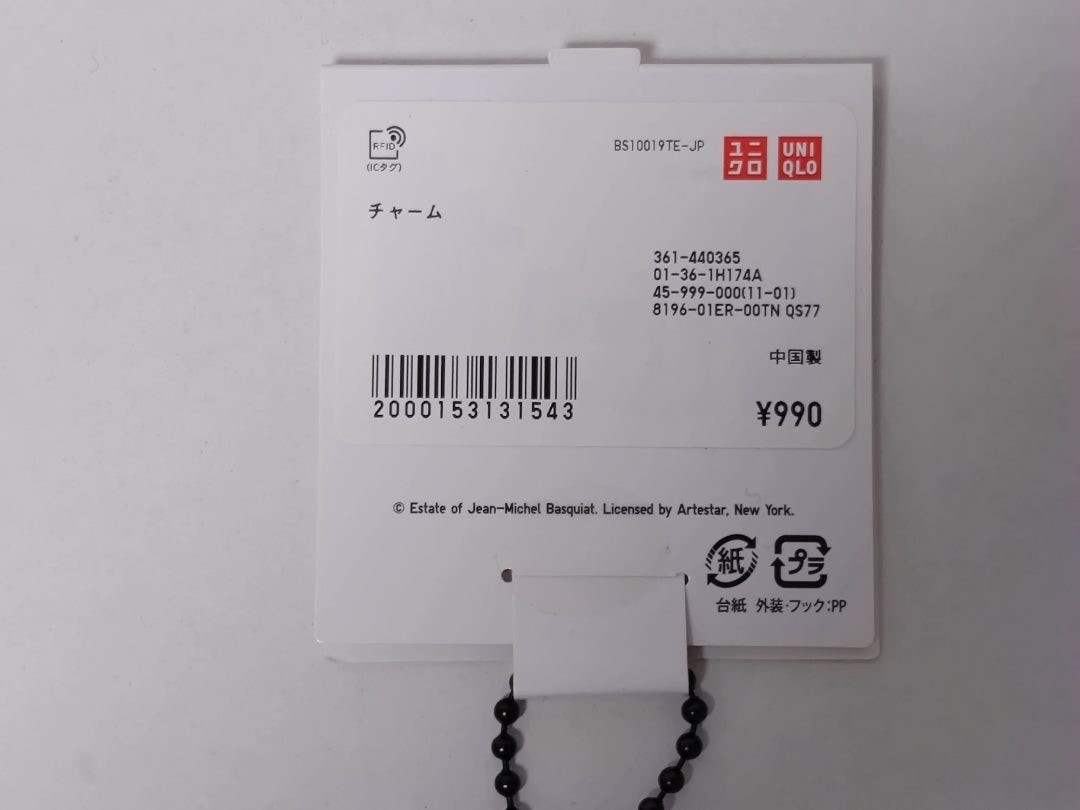 RFID
(ICタグ)
BS10019TE-JP
ユニ
クロ
UNI
QLO
チャーム
361-440365
01-36-1H174A
45-999-000(11-01)
8196-01ER-00TN QS77
中国製
2000153131543
¥990
© Estate of Jean-Michel Basquiat. Licensed by Artestar, New York.
紙
プラ
台紙 外装・フック:PP